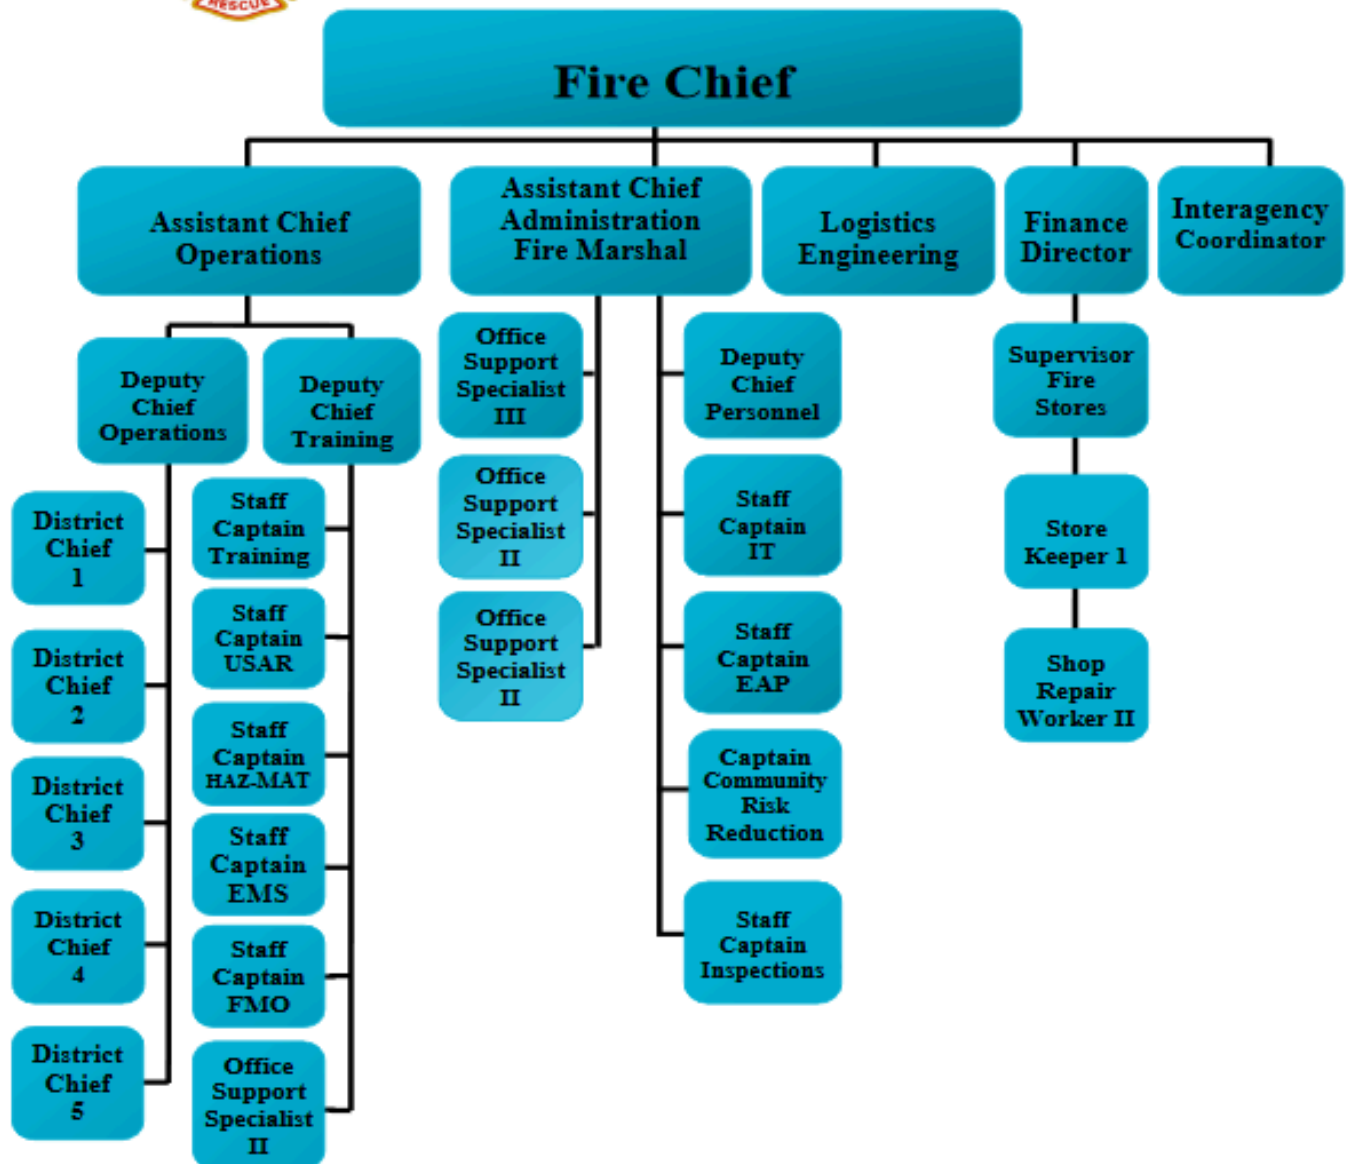 RESCUE
Fire Chief
Assistant Chief
Operations
Assistant Chief
Administration
Fire Marshal
Logistics
Engineering
Finance
Director
Interagency
Coordinator
Deputy
Chief
Operations
Deputy
Chief
Training
District
Chief
1
District
Chief
2
District
Chief
3
District
Chief
4
District
Chief
5
Staff
Captain
Training
Staff
Captain
USAR
Staff
Captain
HAZ-MAT
Staff
Captain
EMS
Staff
Captain
FMO
Office
Support
Specialist
II
Office
Support
Specialist
III
Office
Support
Specialist
II
Office
Support
Specialist
II
Deputy
Chief
Personnel
Staff
Captain
IT
Staff
Captain
EAP
Captain
Community
Risk
Reduction
Staff
Captain
Inspections
Supervisor
Fire
Stores
Store
Keeper 1
Shop
Repair
Worker II